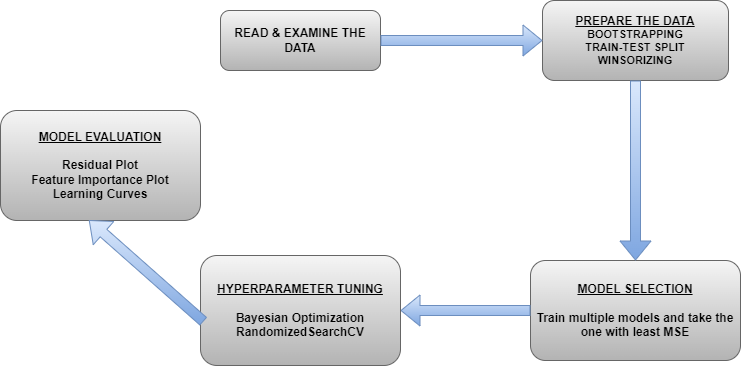 READ & EXAMINE THE
DATA
PREPARE THE DATA
BOOTSTRAPPING
TRAIN-TEST SPLIT
WINSORIZING
MODEL SELECTION
Train multiple models and take the
one with least MSE
HYPERPARAMETER TUNING
Bayesian Optimization
RandomizedSearchCV
MODEL EVALUATION
Residual Plot
Feature Importance Plot
Learning Curves